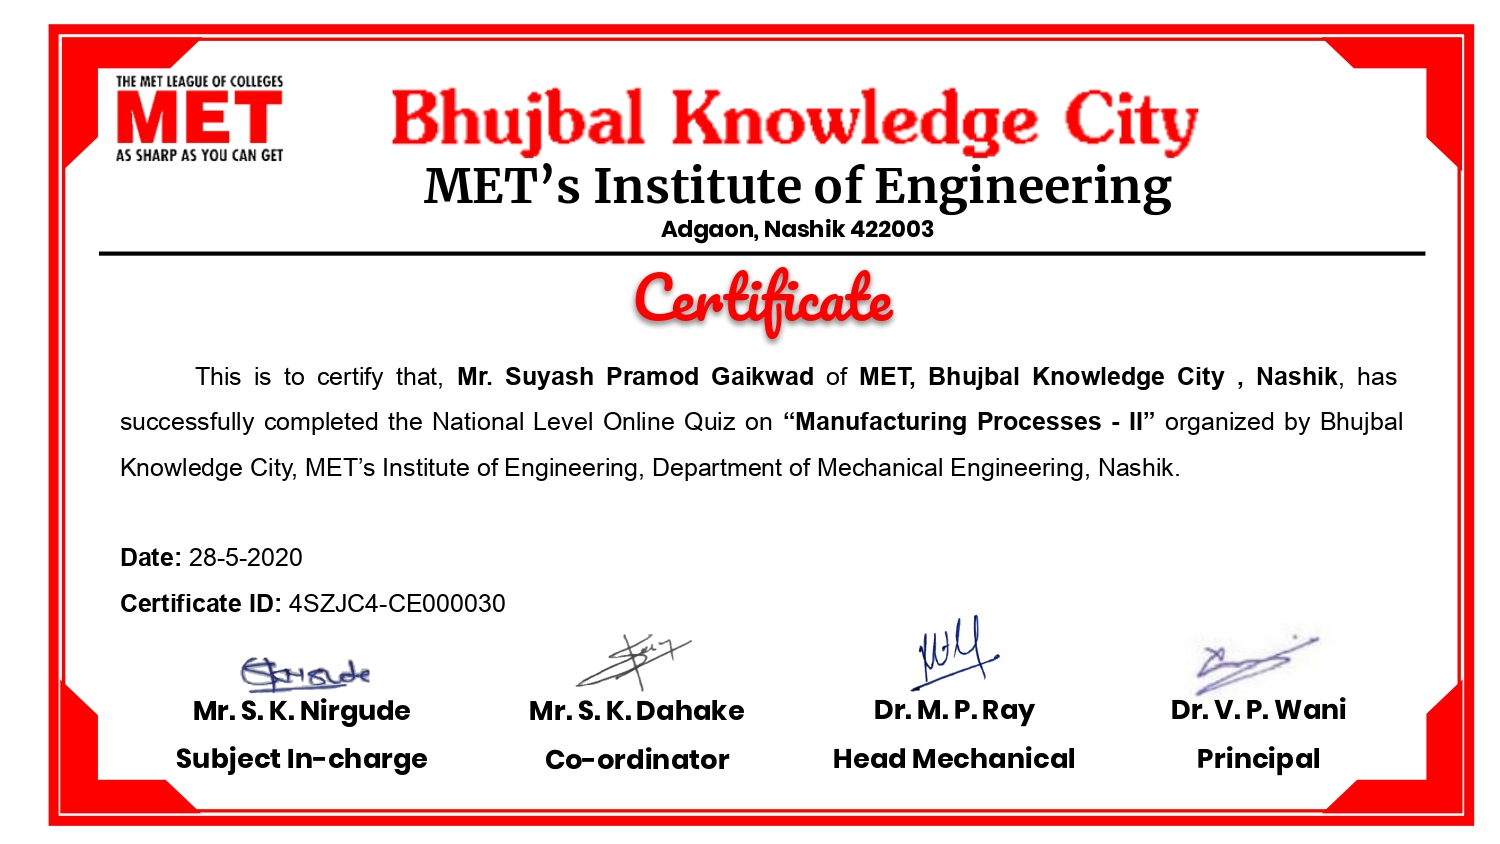 THE MET LEAGUE OF COLLEGES
MET
AS SHARP AS YOU CAN GET
Bhujbal Knowledge City
MET’s Institute of Engineering
Adgaon, Nashik 422003
Certificate
This is to certify that, Mr. Suyash Pramod Gaikwad of MET, Bhujbal Knowledge City , Nashik, has
successfully completed the National Level Online Quiz on “Manufacturing Processes - II” organized by Bhujbal
Knowledge City, MET’s Institute of Engineering, Department of Mechanical Engineering, Nashik.
Date: 28-5-2020
Certificate ID: 4SZJC4-CE000030
Mr. S. K. Nirgude
Subject In-charge
Mr. S. K. Dahake
Co-ordinator
Dr. M. P. Ray
Head Mechanical
Dr. V. P. Wani
Principal